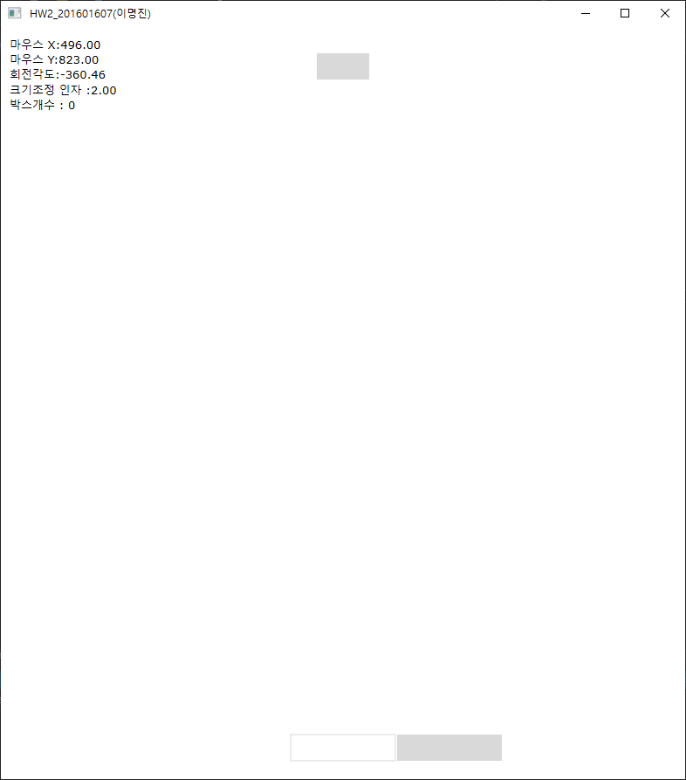 HW2_201601607(이명진)
마우스 X:496.00
마우스 Y:823.00
회전각도:-360.46
크기조정 인자 :2.00
박스개수 : 0